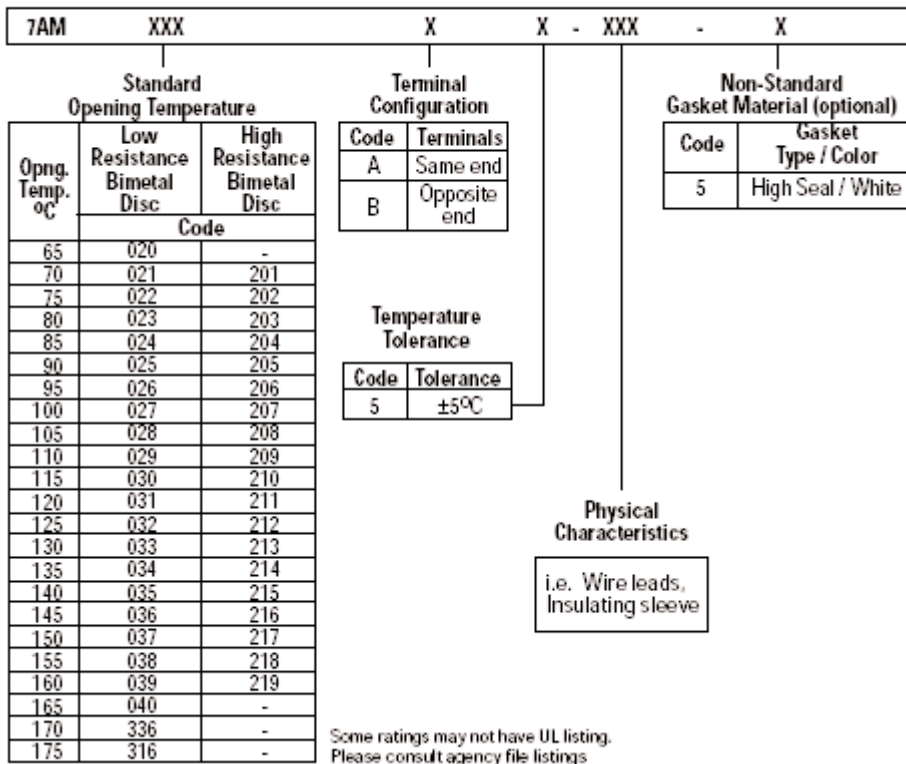 7AM XXX X X - XXX - X
Standard
Opening Temperature
Opng.
Temp.
ºC
Low
Resistance
Bimetal
Disc
High
Resistance
Bimetal
Disc
Code
65 020 -
70 021 201
75 022 202
80 023 203
85 024 204
90 025 205
95 026 206
100 027 207
105 028 208
110 029 209
115 030 210
120 031 211
125 032 212
130 033 213
135 034 214
140 035 215
145 036 216
150 037 217
155 038 218
160 039 219
165 040 -
170 336 -
175 316 -
Terminal
Configuration
Code Terminals
A Same end
B Opposite
end
Temperature
Tolerance
Code Tolerance
5 ±5ºC
Physical
Characteristics
i.e. Wire leads,
Insulating sleeve
Non-Standard
Gasket Material (optional)
Code Gasket
Type / Color
5 High Seal / White
Some ratings may not have UL listing.
Please consult agency file listings